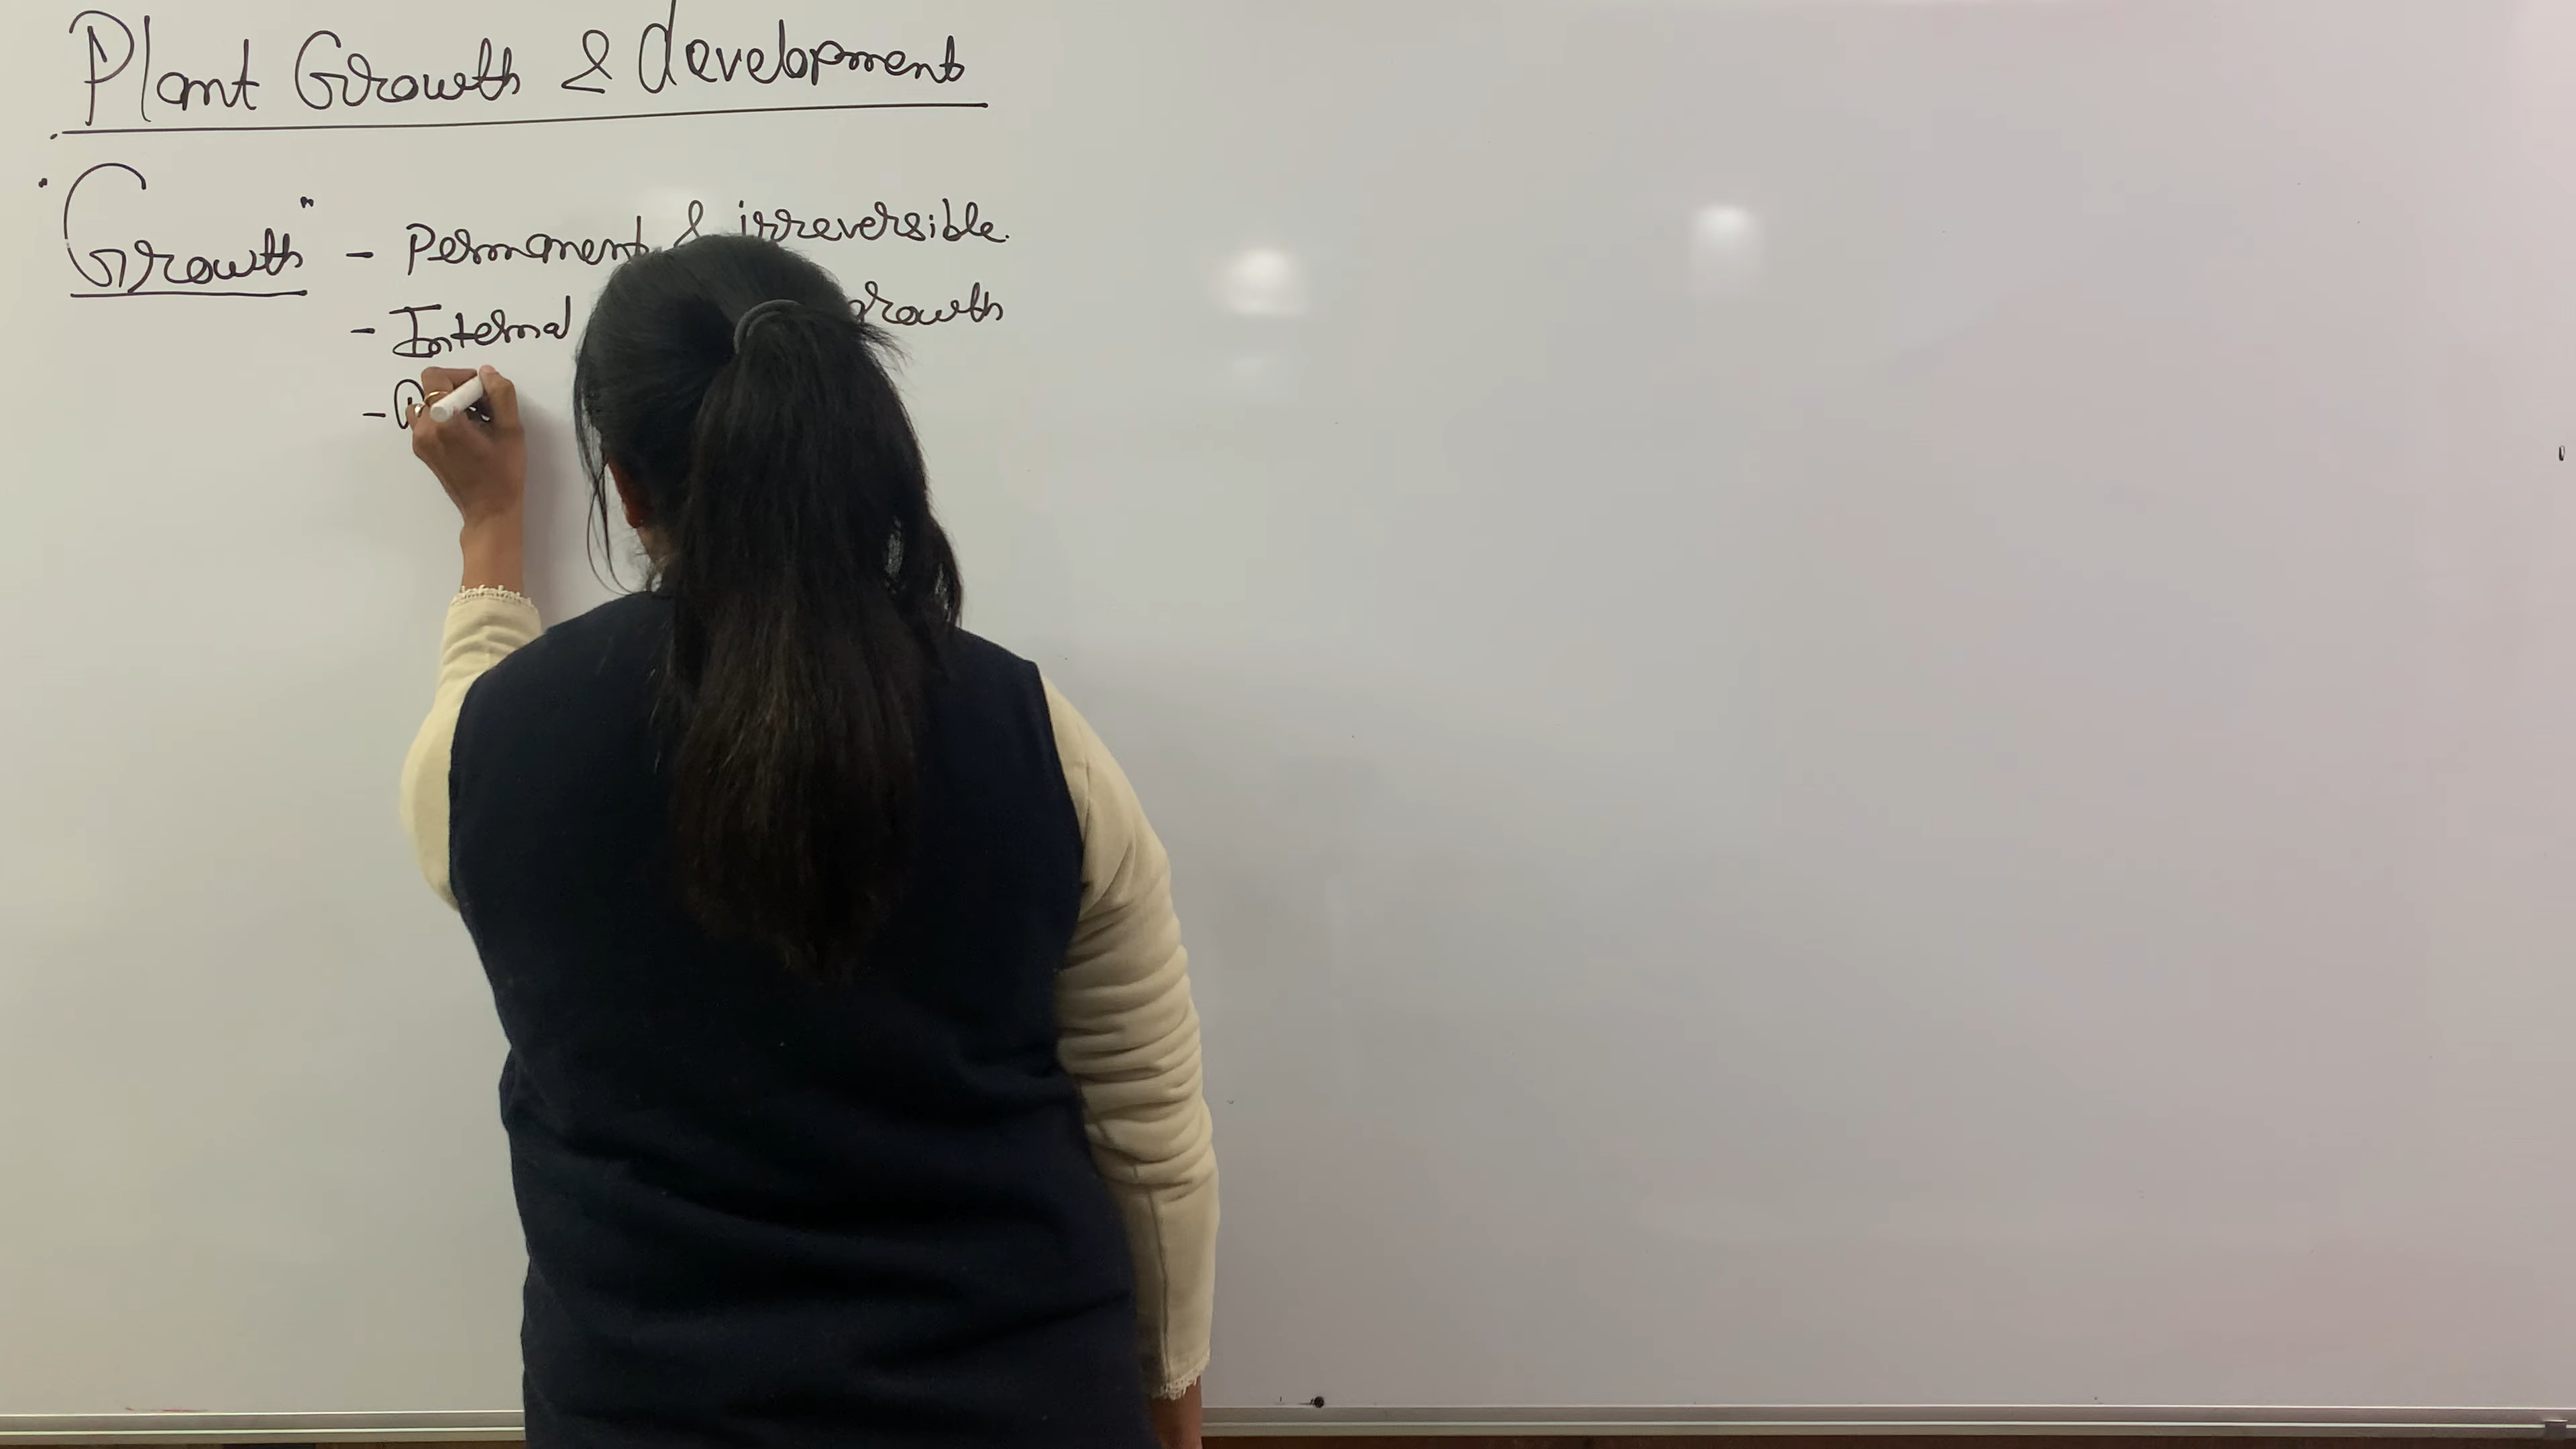 Plant Growth & development
"Growth" - Permanent & irreversible.
- Internal growth
-